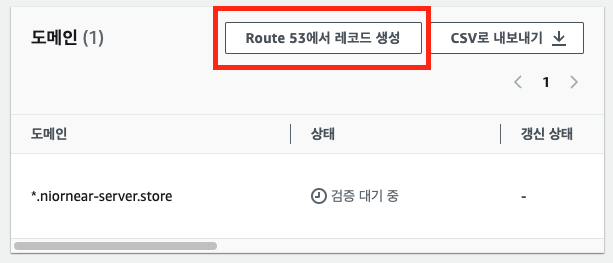 도메인 (1)
Route 53에서 레코드 생성
CSV로 내보내기
1
도메인
상태
갱신 상태
*.niornear-server.store
검증 대기 중
-